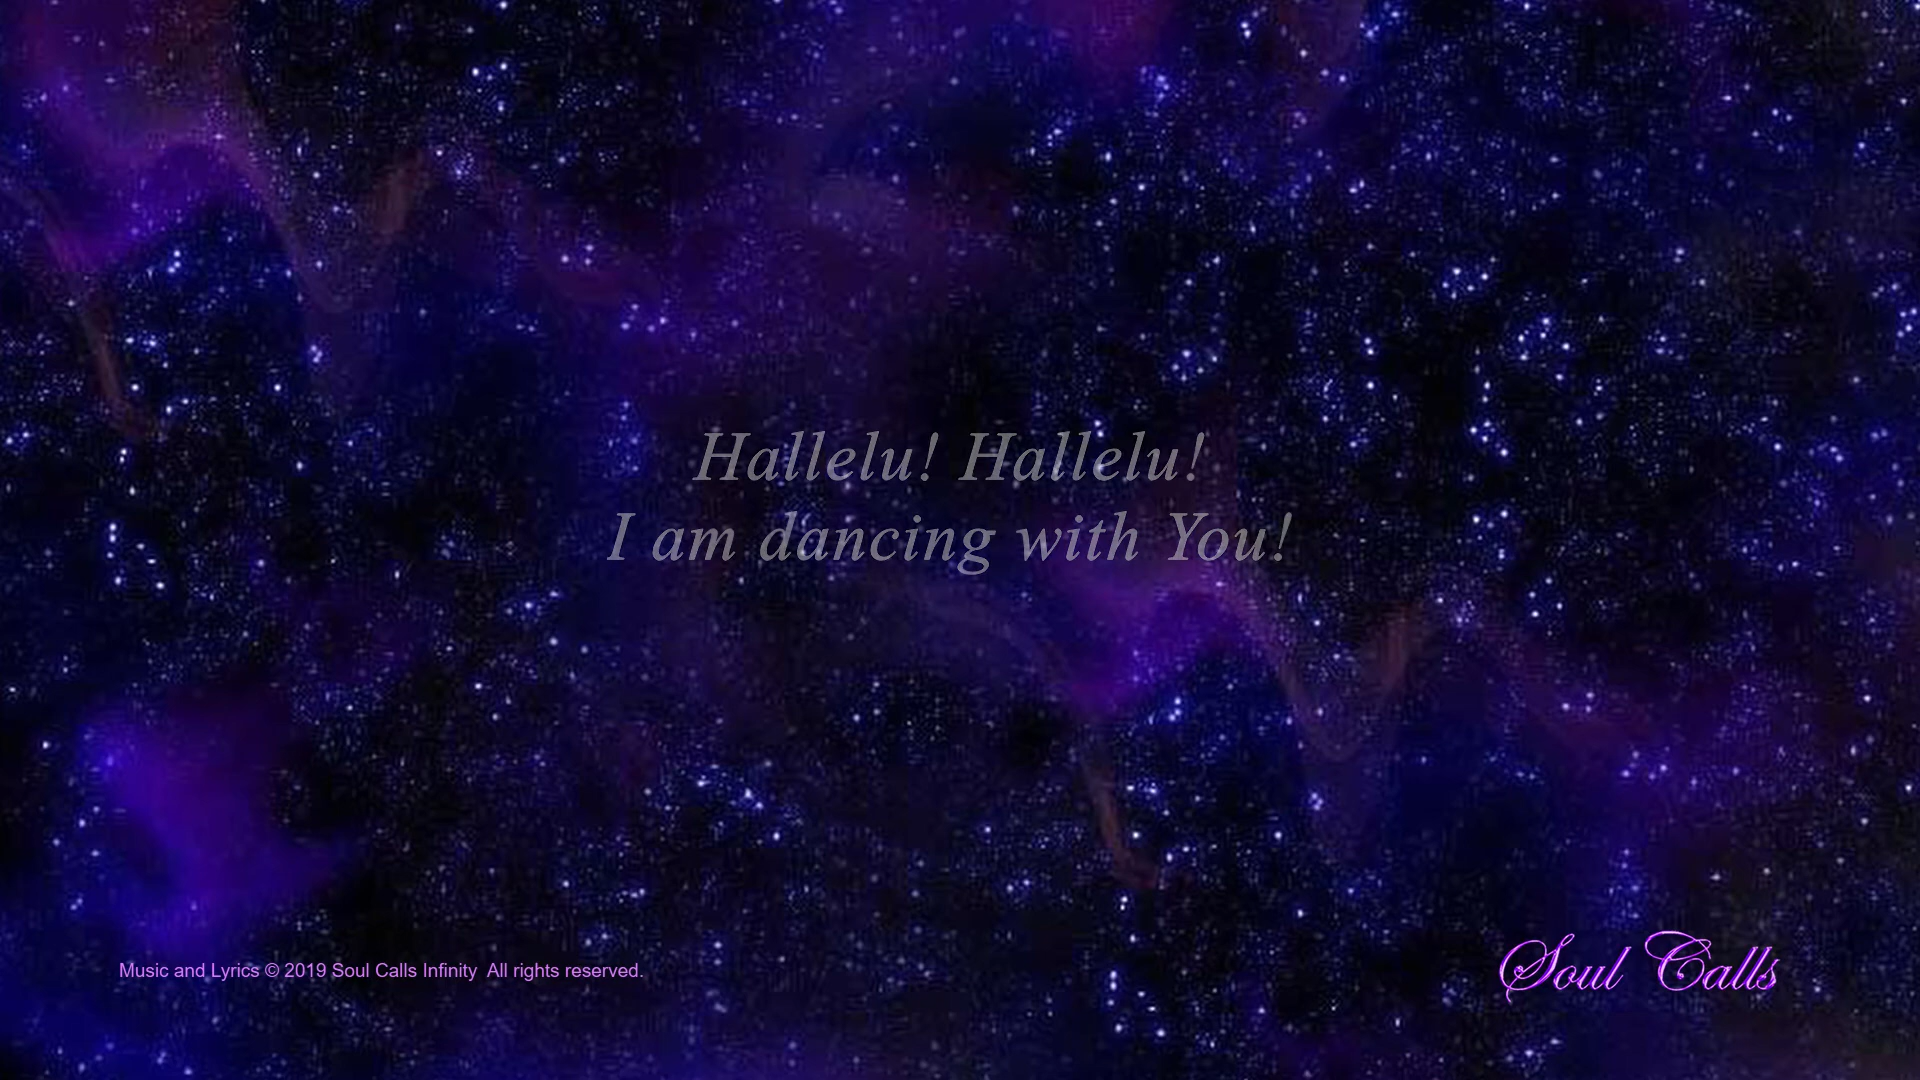 Hallelu! Hallelu!
I am dancing with You!
Music and Lyrics © 2019 Soul Calls Infinity  All rights reserved.
Soul Calls